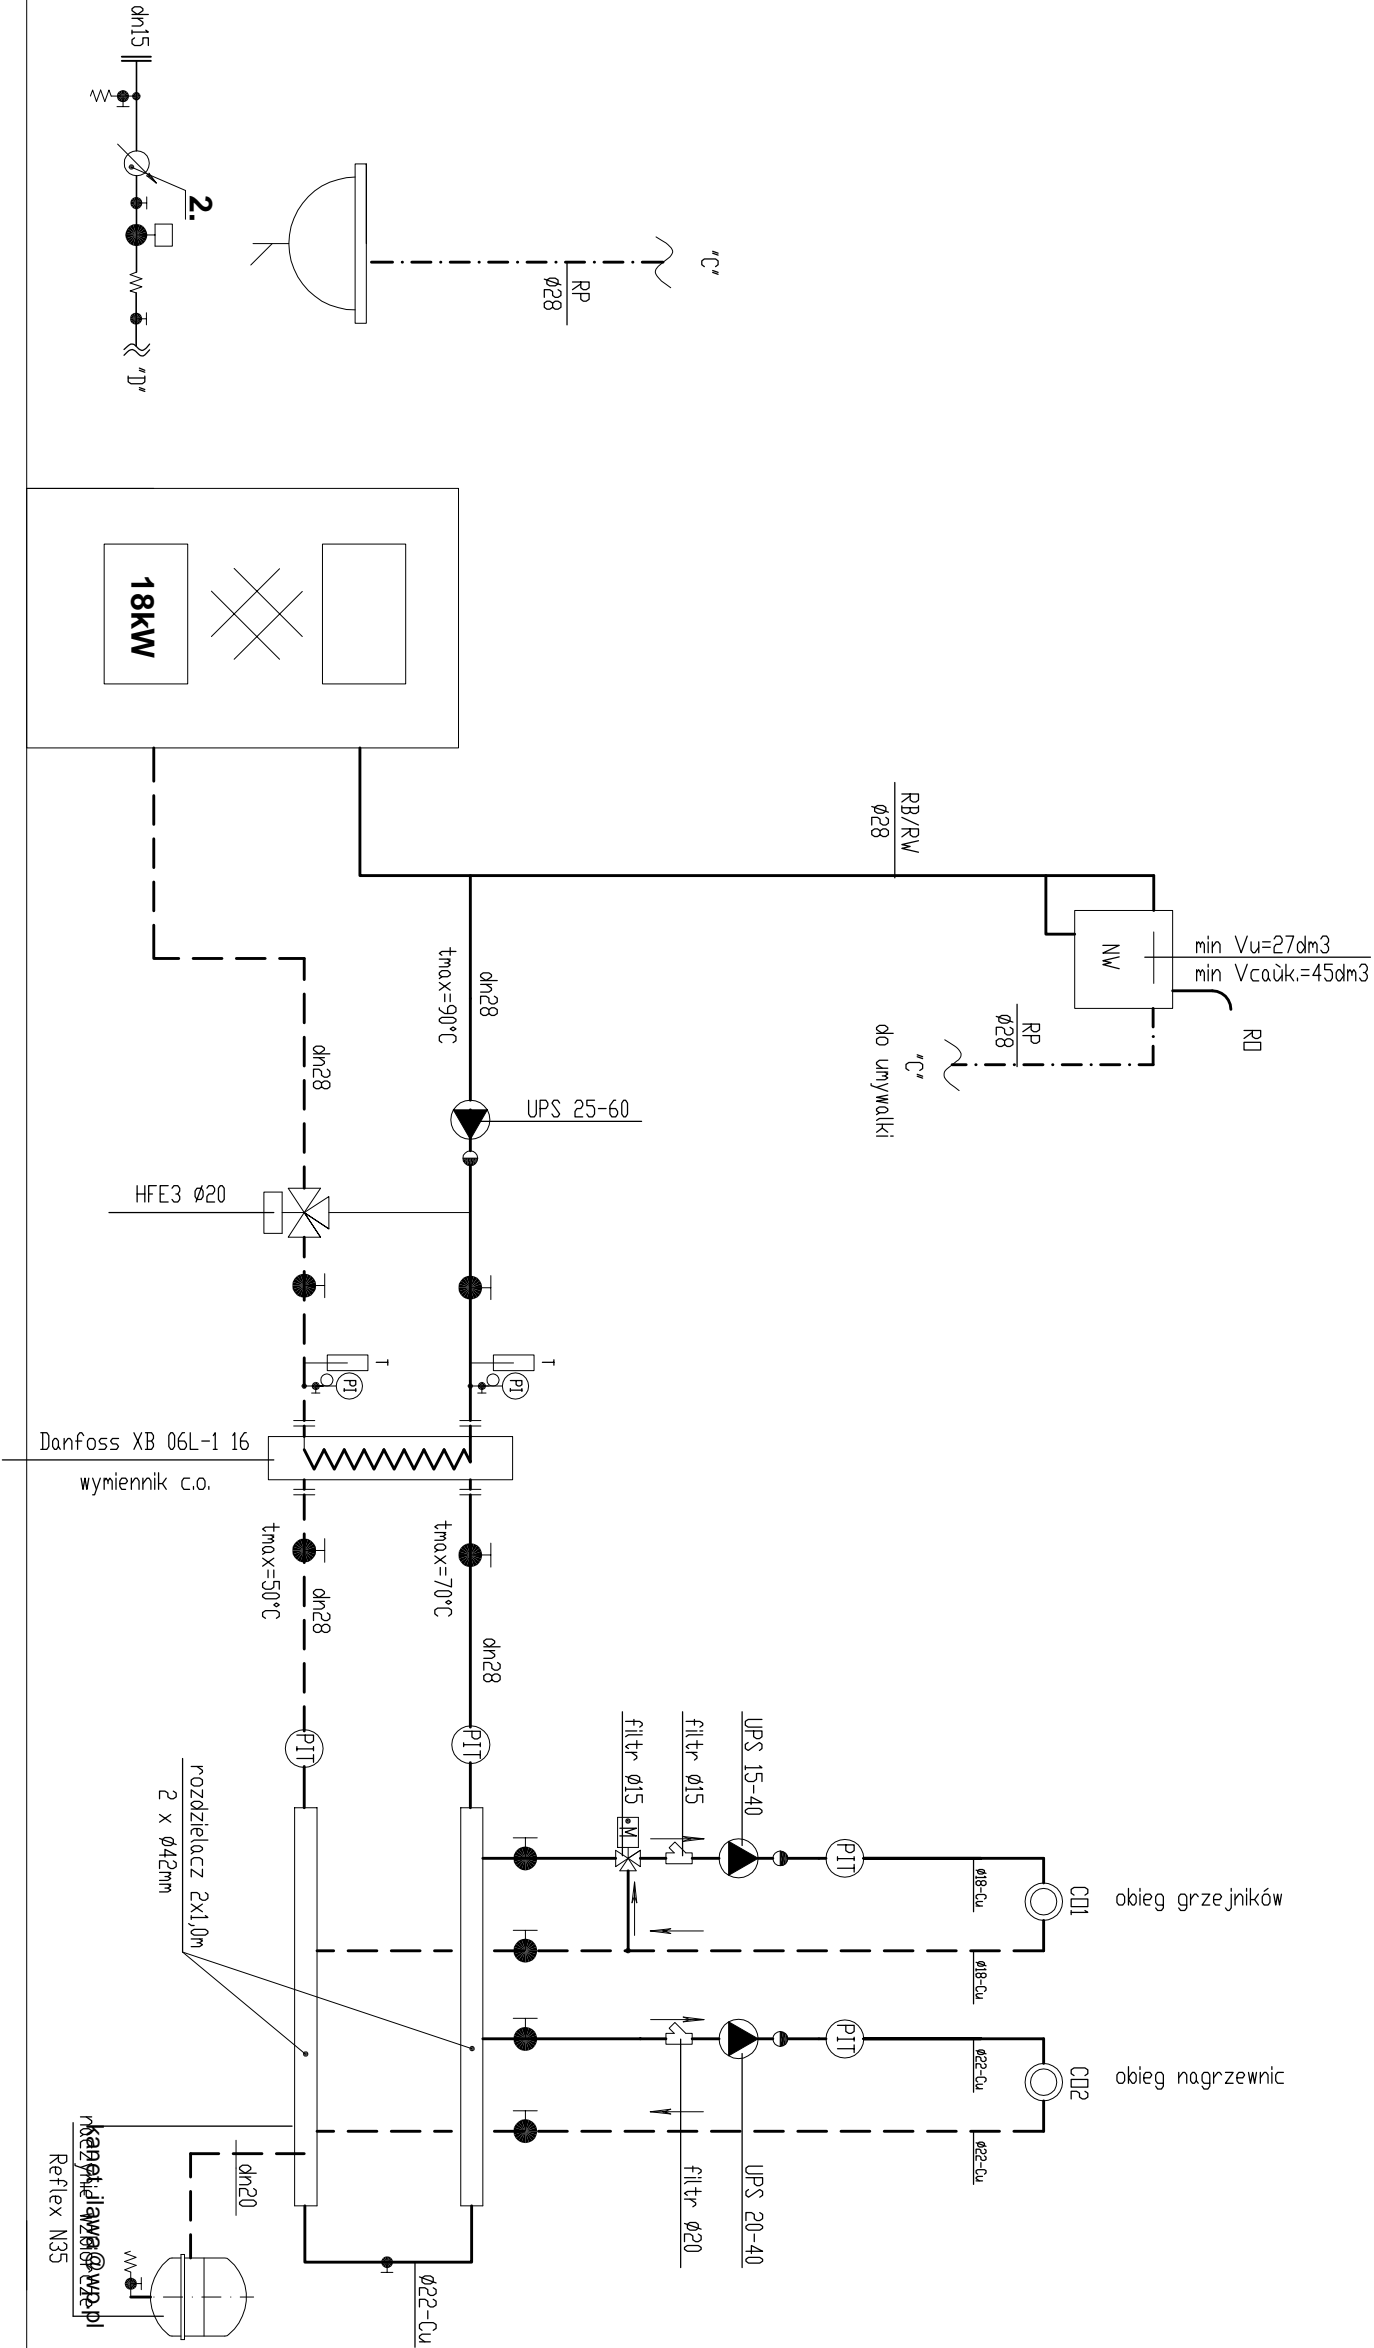 "C"
RP
Ø28
dn15
2.
"D"
18kW
RB/RW
Ø28
NW
min Vu=27dm3
min Vcaùk.=45dm3
RO
RP
Ø28
"C"
do umywalki
dn28
tmax=90°C
dn28
UPS 25-60
HFE3 Ø20
T
PI
T
PI
Danfoss XB 06L-1 16
wymiennik c.o.
tmax=70°C
dn28
tmax=50°C
dn28
PIT
PIT
rozdzielacz 2x1,0m
2 x Ø42mm
UPS 15-40
filtr Ø15
filtr Ø15
M
PIT
Ø18-Cu
Ø18-Cu
CO1
obieg grzejników
PIT
Ø22-Cu
Ø22-Cu
CO2
obieg nagrzewnic
UPS 20-40
filtr Ø20
Ø22-Cu
dn20
kanet.ilawa@wp.pl
Reflex N35